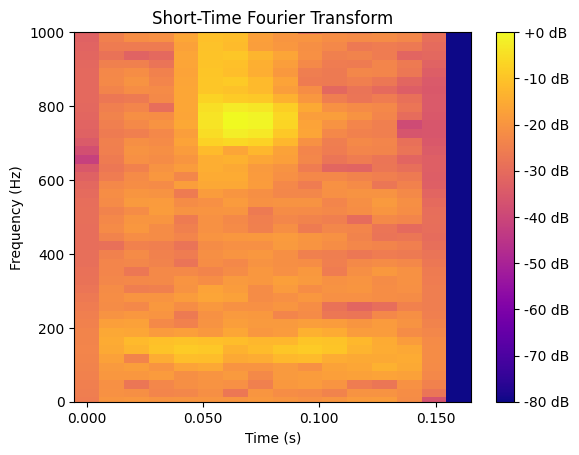 Short-Time Fourier Transform
1000
800
600
400
200
0
Frequency (Hz)
0.000
0.050
0.100
0.150
Time (s)
+0 dB
-10 dB
-20 dB
-30 dB
-40 dB
-50 dB
-60 dB
-70 dB
-80 dB